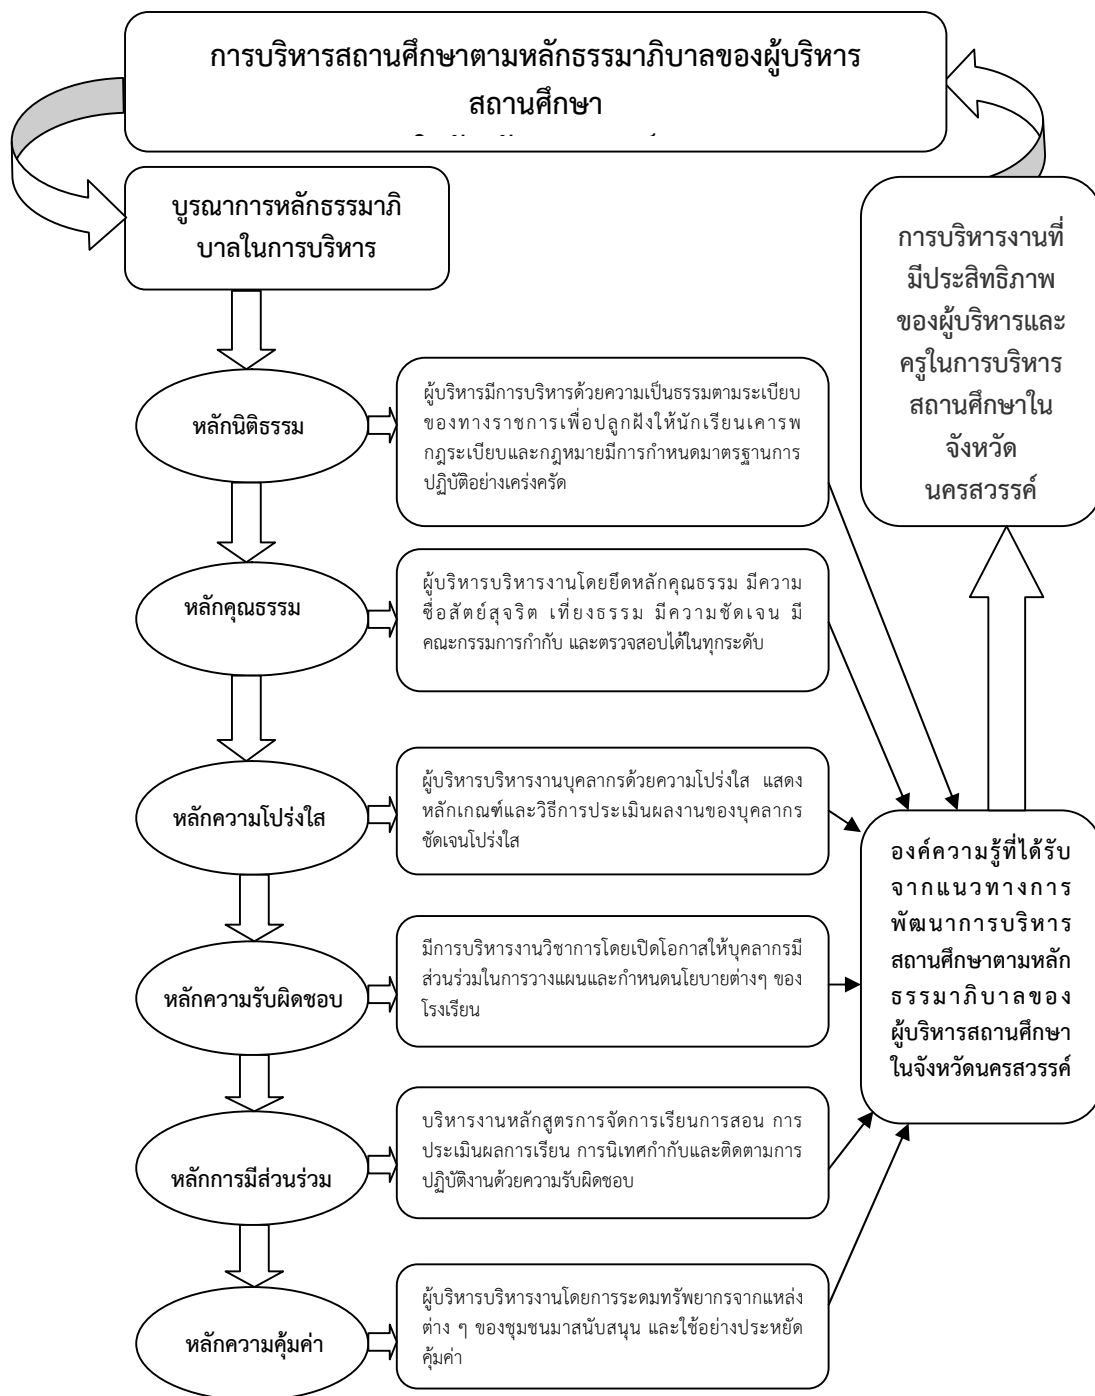 การบริหารสถานศึกษาตามหลักธรรมาภิบาลของผู้บริหาร
สถานศึกษา
บูรณาการหลักธรรมาภิ
บาลในการบริหาร
การบริหารงานที่
มีประสิทธิภาพ
ของผู้บริหารและ
ครูในการบริหาร
สถานศึกษาใน
จังหวัด
นครสวรรค์
หลักนิติธรรม
ผู้บริหารมีการบริหารด้วยความเป็นธรรมตามระเบียบ
ของทางราชการเพื่อปลูกฝังให้นักเรียนเคารพ
กฎระเบียบและกฎหมายมีการกำหนดมาตรฐานการ
ปฏิบัติอย่างเคร่งครัด
หลักคุณธรรม
ผู้บริหารบริหารงานโดยยึดหลักคุณธรรม มีความ
ซื่อสัตย์สุจริต เที่ยงธรรม มีความชัดเจน มี
คณะกรรมการกำกับ และตรวจสอบได้ในทุกระดับ
หลักความโปร่งใส
ผู้บริหารบริหารงานบุคลากรด้วยความโปร่งใส แสดง
หลักเกณฑ์และวิธีการประเมินผลงานของบุคลากร
ชัดเจนโปร่งใส
หลักความรับผิดชอบ
มีการบริหารงานวิชาการโดยเปิดโอกาสให้บุคลากรมี
ส่วนร่วมในการวางแผนและกำหนดนโยบายต่างๆ ของ
โรงเรียน
หลักการมีส่วนร่วม
บริหารงานหลักสูตรการจัดการเรียนการสอน การ
ประเมินผลการเรียน การนิเทศกำกับและติดตามการ
ปฏิบัติงานด้วยความรับผิดชอบ
หลักความคุ้มค่า
ผู้บริหารบริหารงานโดยการระดมทรัพยากรจากแหล่ง
ต่าง ๆ ของชุมชนมาสนับสนุน และใช้อย่างประหยัด
คุ้มค่า
องค์ความรู้ที่ได้รับ
จากแนวทางการ
พัฒนาการบริหาร
สถานศึกษาตามหลัก
ธรรมาภิบาลของ
ผู้บริหารสถานศึกษา
ในจังหวัดนครสวรรค์